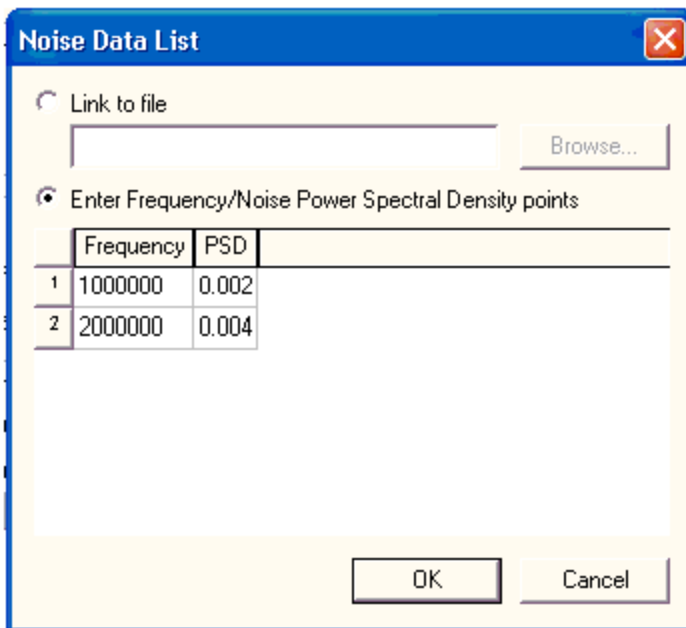 Noise Data List
Link to file
Browse...
Enter Frequency/Noise Power Spectral Density points
Frequency PSD
1 1000000 0.002
2 2000000 0.004
OK Cancel